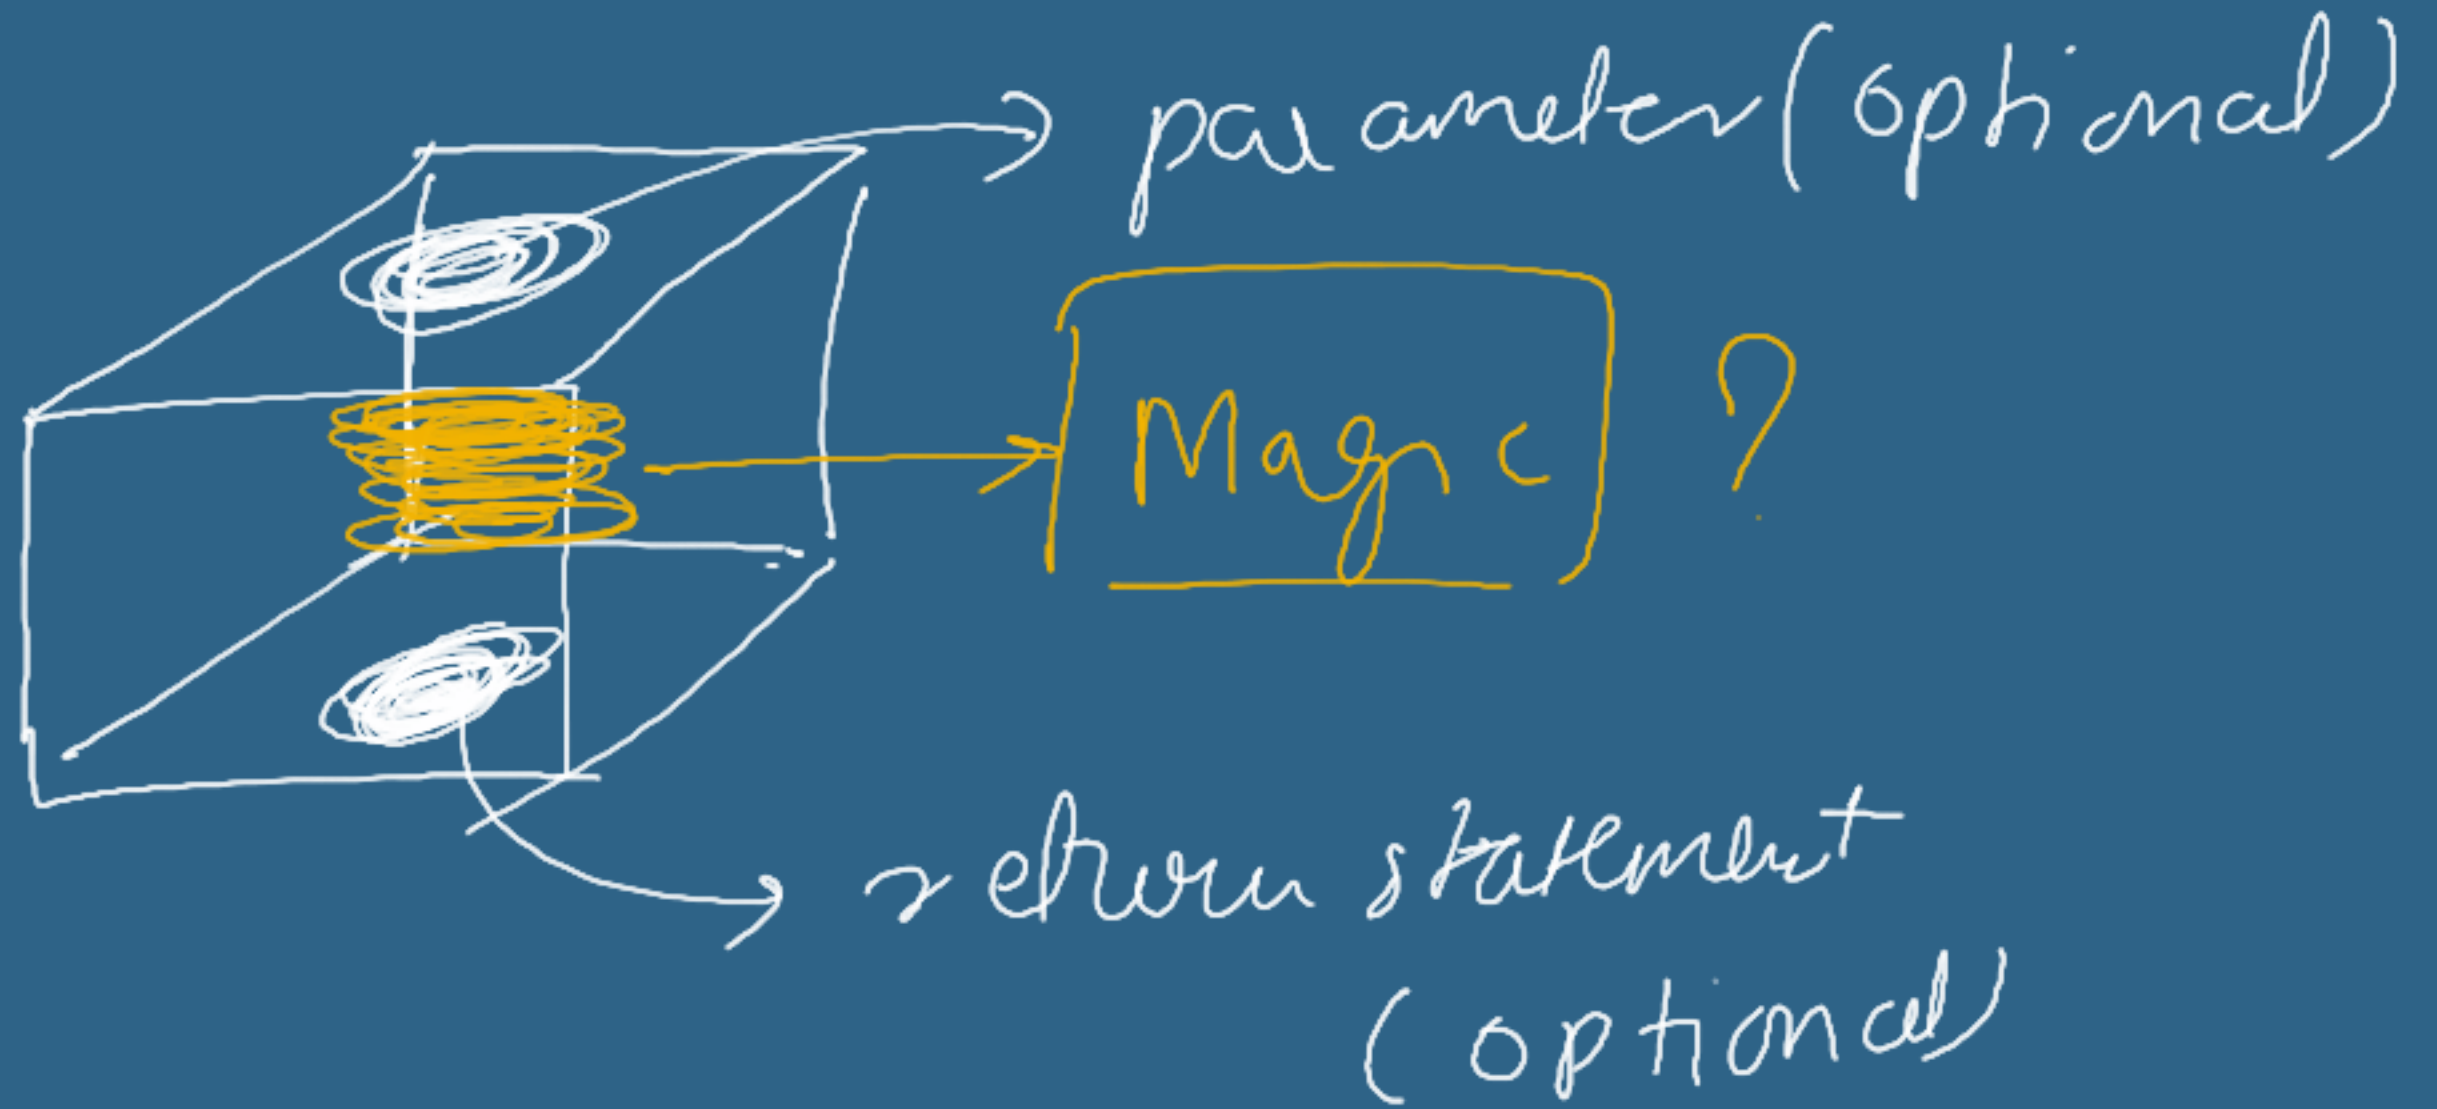 parameter (optional)
Magic ?
return statement
(optional)